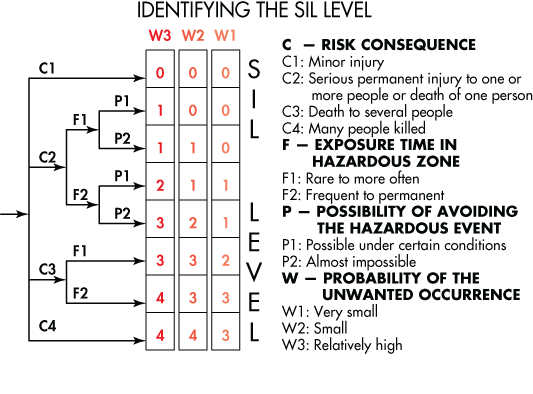 IDENTIFYING THE SIL LEVEL
W3 W2 W1
C1 0 0 0
P1 1 0 0
F1
P2 1 1 0
C2
P1 2 1 1
F2
P2 3 2 1
F1 3 3 2
C3
F2 4 3 3
C4 4 4 3
SIL LEVEL
C – RISK CONSEQUENCE
C1: Minor injury
C2: Serious permanent injury to one or
more people or death of one person
C3: Death to several people
C4: Many people killed
F – EXPOSURE TIME IN
HAZARDOUS ZONE
F1: Rare to more often
F2: Frequent to permanent
P – POSSIBILITY OF AVOIDING
THE HAZARDOUS EVENT
P1: Possible under certain conditions
P2: Almost impossible
W – PROBABILITY OF THE
UNWANTED OCCURRENCE
W1: Very small
W2: Small
W3: Relatively high